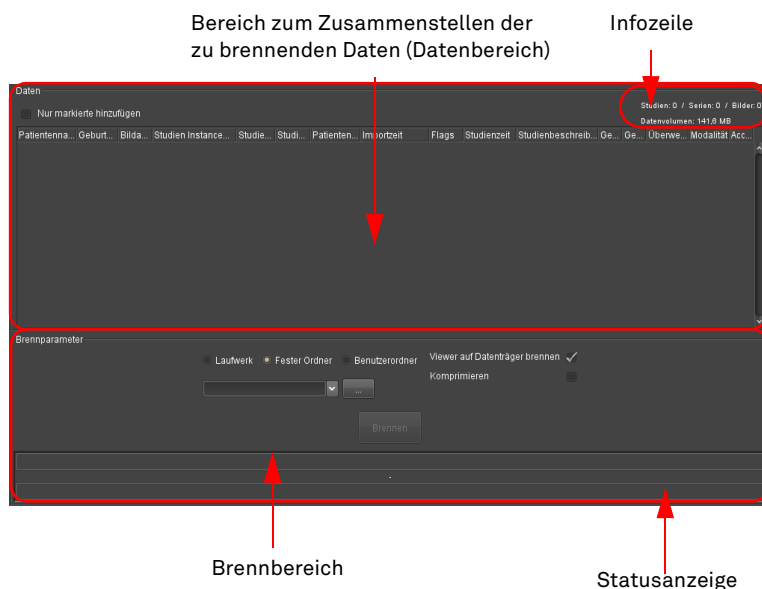 Bereich zum Zusammenstellen der
zu brennenden Daten (Datenbereich)
Infozeile
Daten
Nur markierte hinzufügen
Studien: 0 / Serien: 0 / Bilder: 0
Datenvolumen: 141,6 MB
Patientenna... Geburt... Bilda... Studien Instance... Studie... Studi... Patienten... Importzeit Flags Studienzeit Studienbeschreib... Ge... Ge... Überwe... Modalität Acc...
Brennparameter
Laufwerk Fester Ordner Benutzerordner Viewer auf Datenträger brennen
Komprimieren
...
Brennen
Brennbereich
Statusanzeige